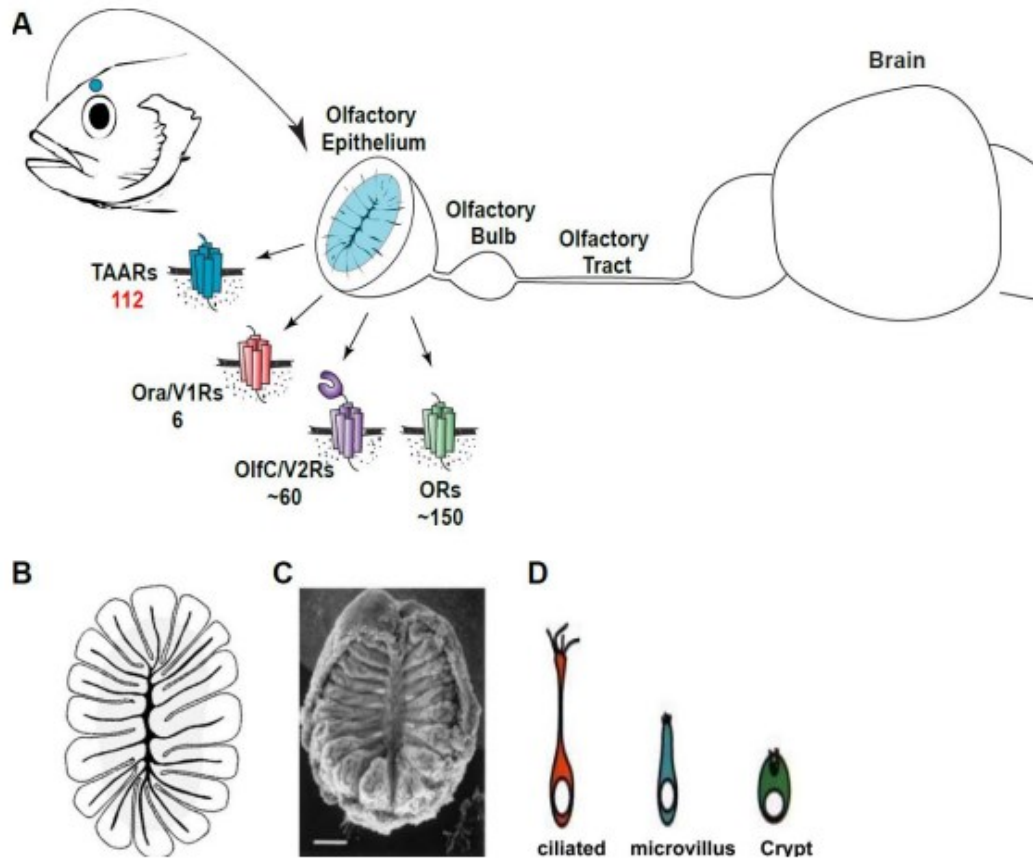 A
Brain
Olfactory
Epithelium
Olfactory
Bulb
Olfactory
Tract
TAARs
112
Ora/V1Rs
6
OlfC/V2Rs
~60
ORs
~150
B
C
D
ciliated
microvillus
Crypt